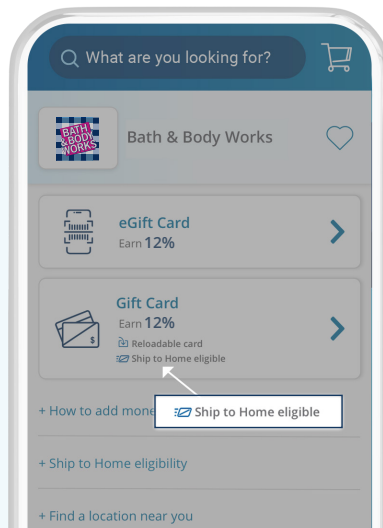 What are you looking for?
BATH
& BODY
WORKS
Bath & Body Works
eGift Card
Earn 12%
Gift Card
Earn 12%
$
Reloadable card
Ship to Home eligible
+ How to add mone
Ship to Home eligible
+ Ship to Home eligibility
+ Find a location near you